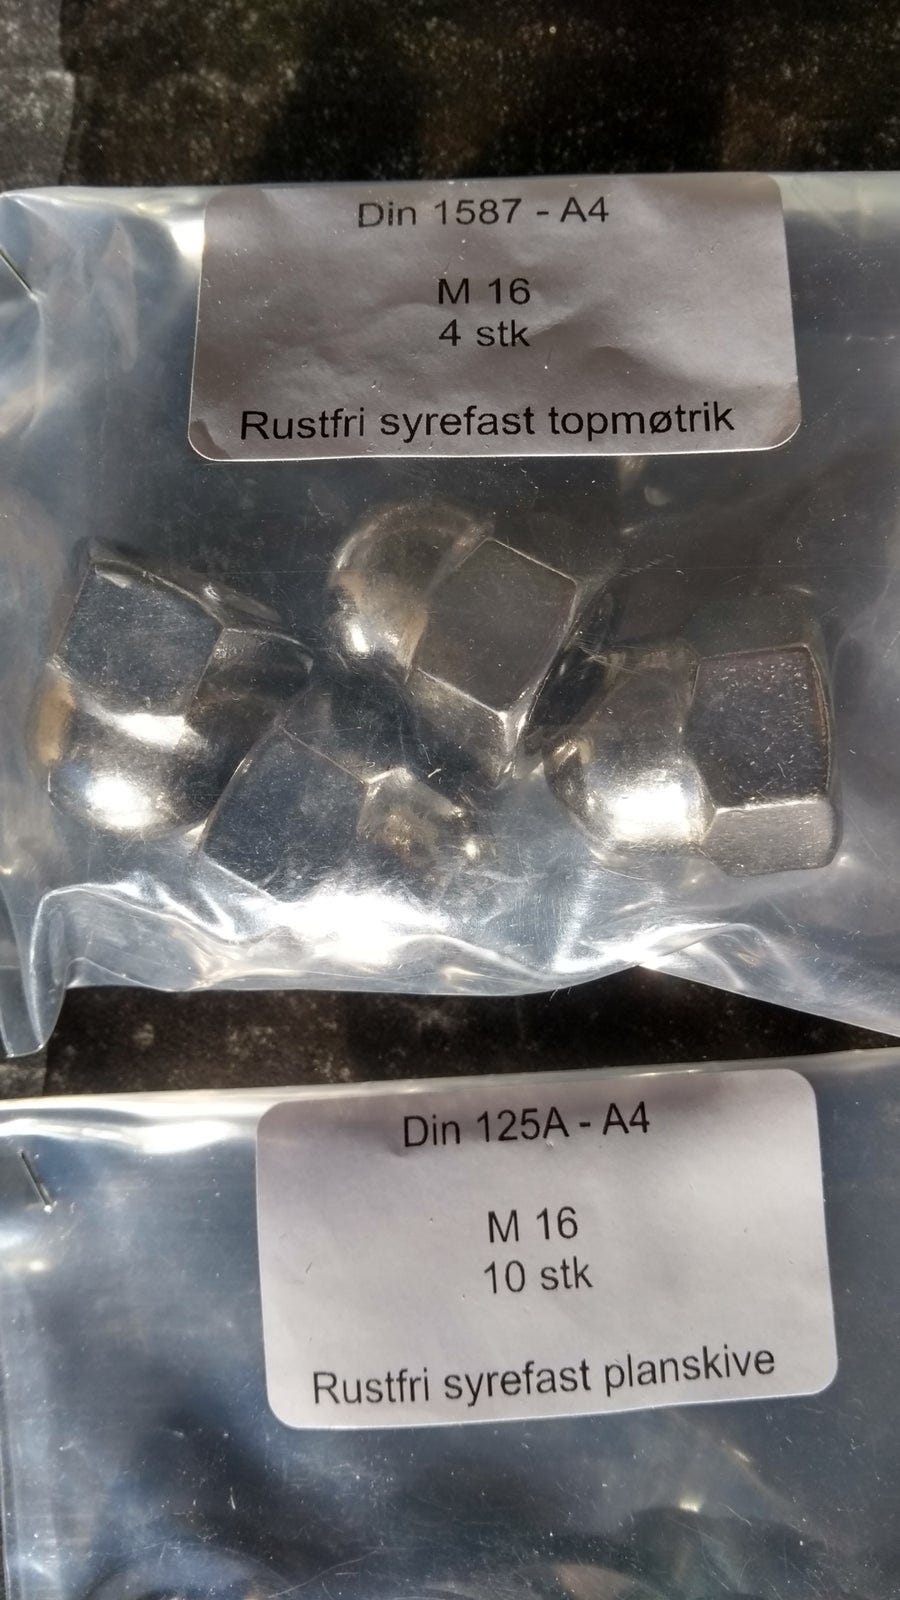 Din 1587 - A4
M 16
4 stk
Rustfri syrefast topmøtrik
Din 125A - A4
M 16
10 stk
Rustfri syrefast planskive